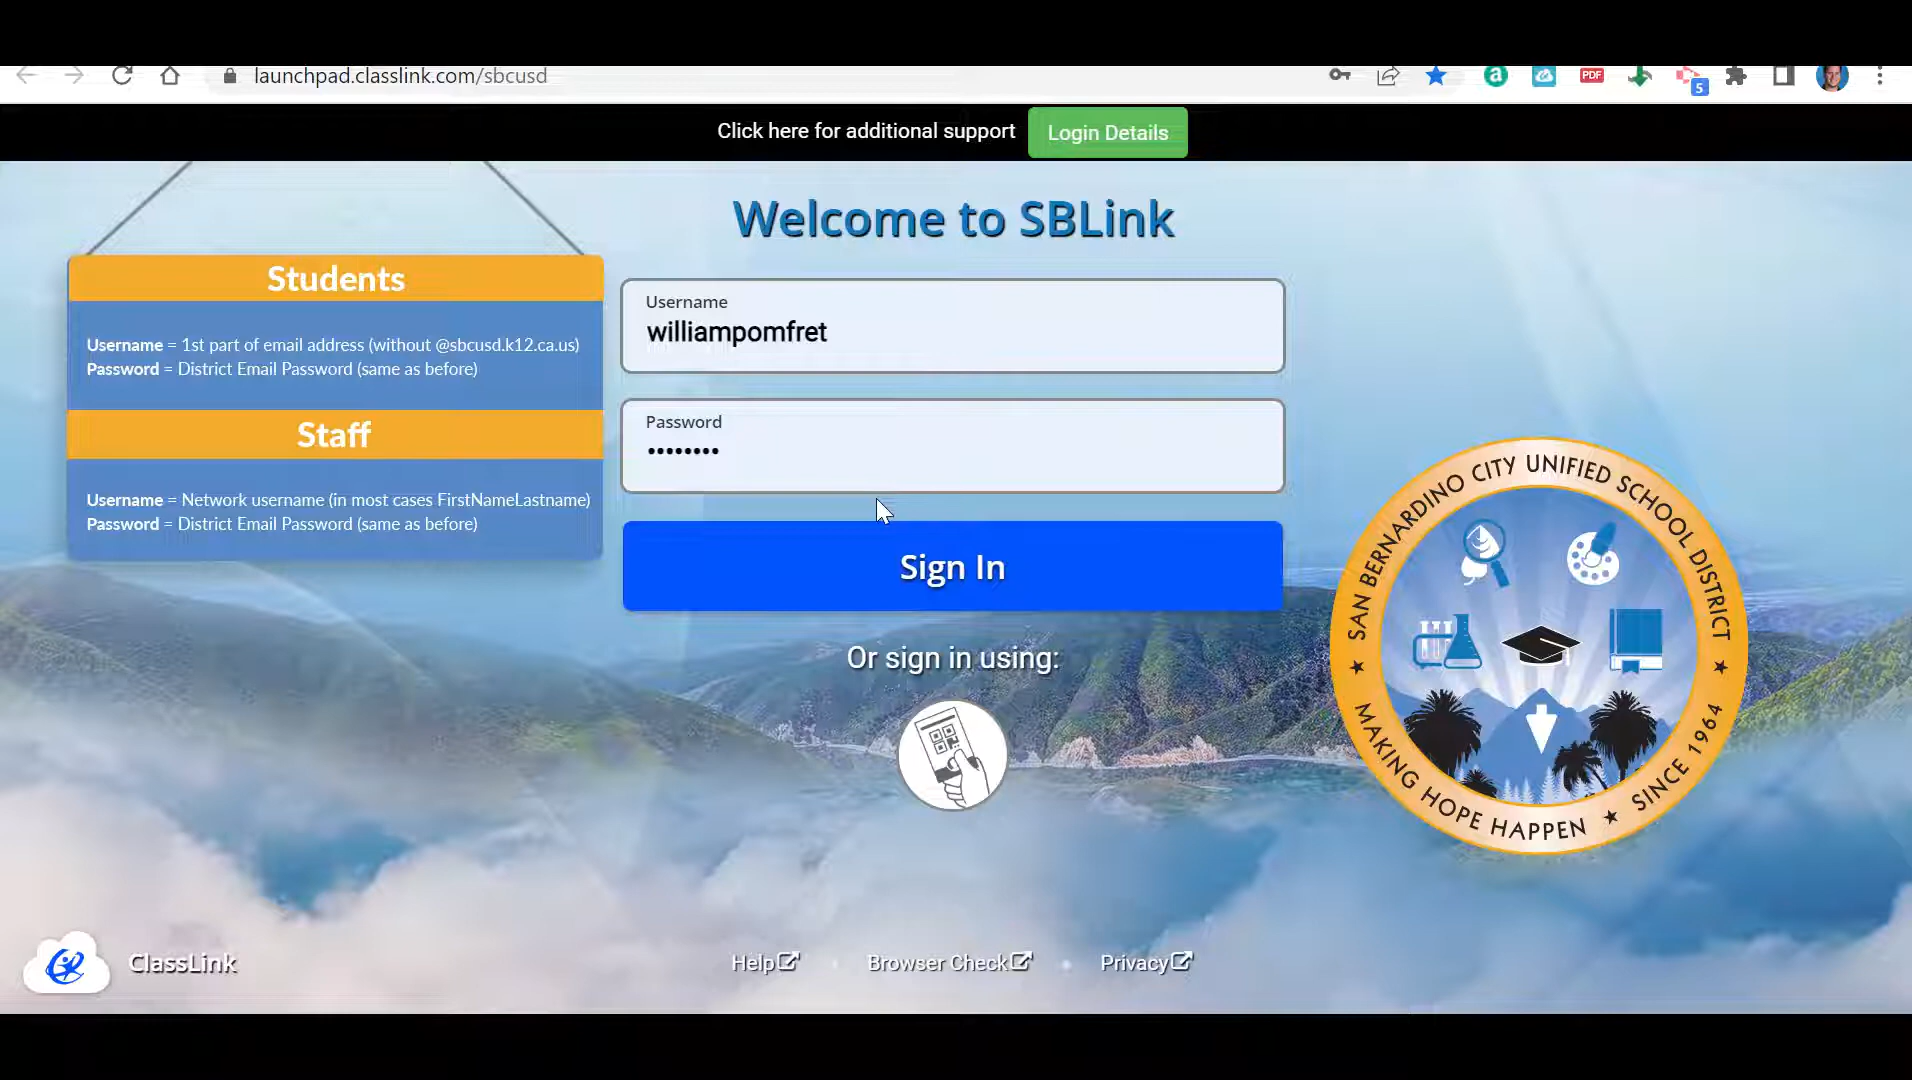 launchpad.classlink.com/sbcusd
a
PDF
5
Click here for additional support
Login Details
Welcome to SBLink
Students
Username = 1st part of email address (without @sbcusd.k12.ca.us)
Password = District Email Password (same as before)
Staff
Username = Network username (in most cases FirstNameLastname)
Password = District Email Password (same as before)
Username
williampomfret
Password
••••••••
Sign In
Or sign in using:
SAN BERNARDINO CITY UNIFIED SCHOOL DISTRICT
★ MAKING HOPE HAPPEN ★ SINCE 1964 ★
ClassLink
Help
Browser Check
Privacy